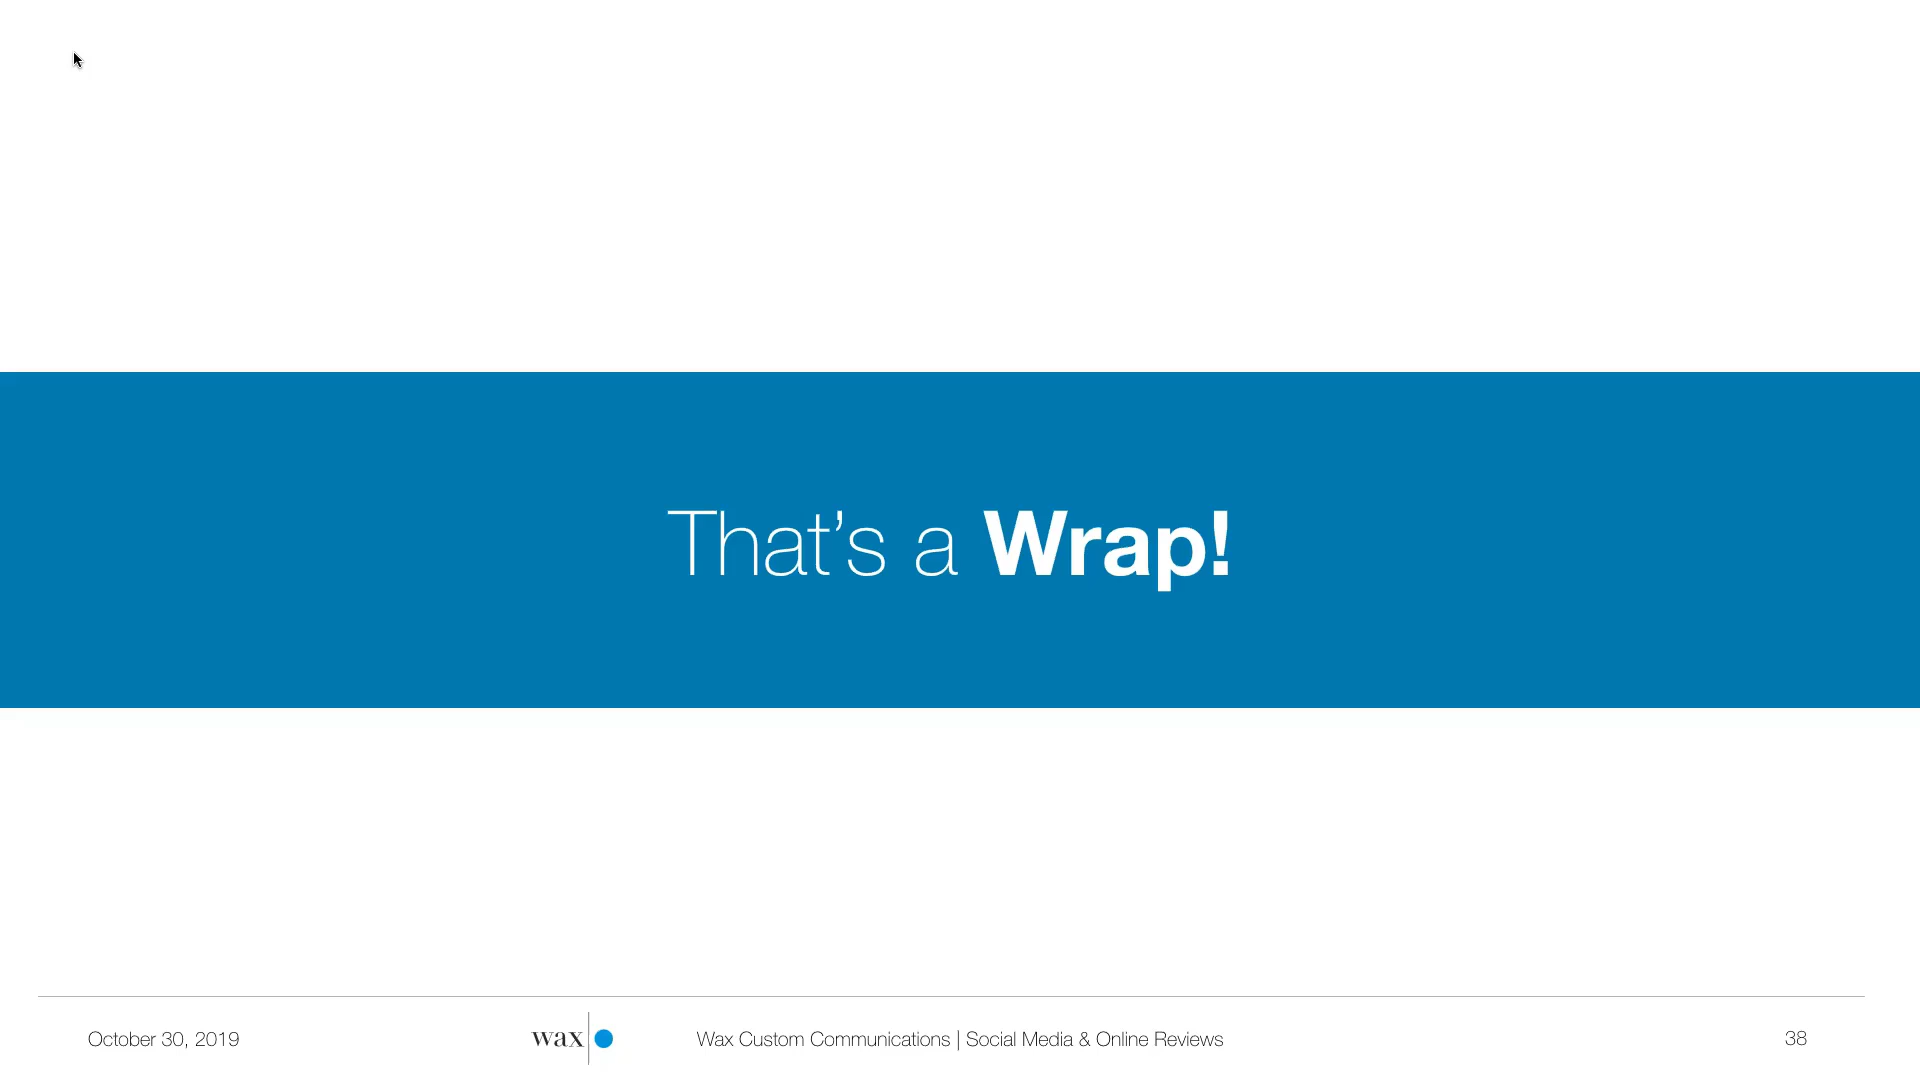 That’s a Wrap!
October 30, 2019
wax
Wax Custom Communications | Social Media & Online Reviews
38